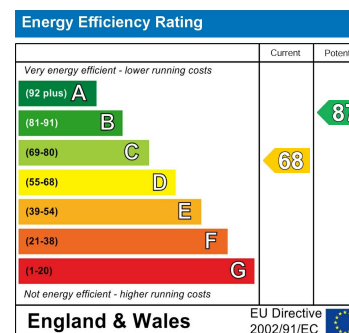 Energy Efficiency Rating
Current
Very energy efficient - lower running costs
(92 plus) A
(81-91) B
87
(69-80) C
68
(55-68) D
(39-54) E
(21-38) F
(1-20) G
Not energy efficient - higher running costs
England & Wales
EU Directive
2002/91/EC